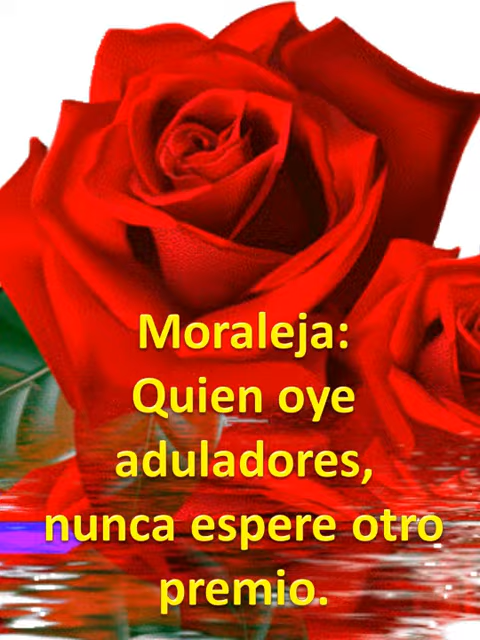 Moraleja:
Quien oye
aduladores,
nunca espere otro
premio.